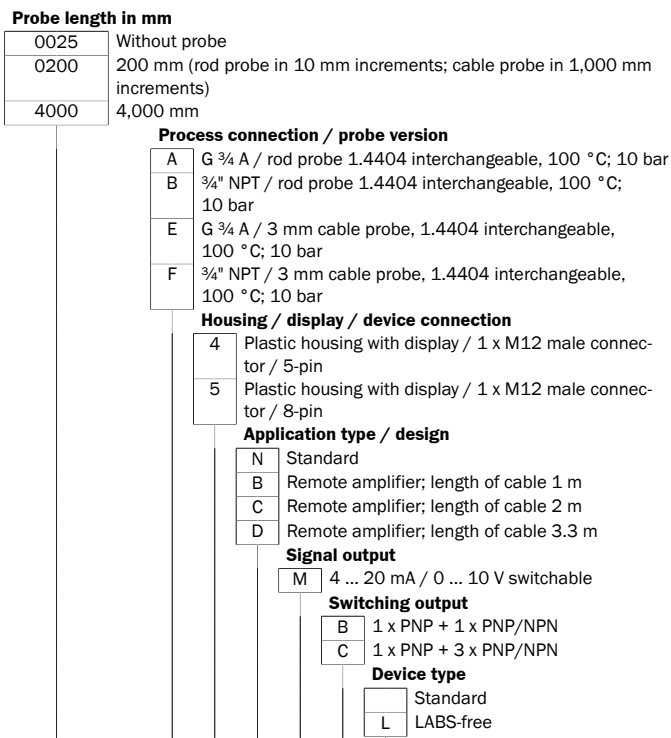 Probe length in mm
0025 Without probe
0200 200 mm (rod probe in 10 mm increments; cable probe in 1,000 mm
increments)
4000 4,000 mm
Process connection / probe version
A G ¾ A / rod probe 1.4404 interchangeable, 100 °C; 10 bar
B ¾" NPT / rod probe 1.4404 interchangeable, 100 °C;
10 bar
E G ¾ A / 3 mm cable probe, 1.4404 interchangeable,
100 °C; 10 bar
F ¾" NPT / 3 mm cable probe, 1.4404 interchangeable,
100 °C; 10 bar
Housing / display / device connection
4 Plastic housing with display / 1 x M12 male connec-
tor / 5-pin
5 Plastic housing with display / 1 x M12 male connec-
tor / 8-pin
Application type / design
N Standard
B Remote amplifier; length of cable 1 m
C Remote amplifier; length of cable 2 m
D Remote amplifier; length of cable 3.3 m
Signal output
M 4 ... 20 mA / 0 ... 10 V switchable
Switching output
B 1 x PNP + 1 x PNP/NPN
C 1 x PNP + 3 x PNP/NPN
Device type
Standard
L LABS-free